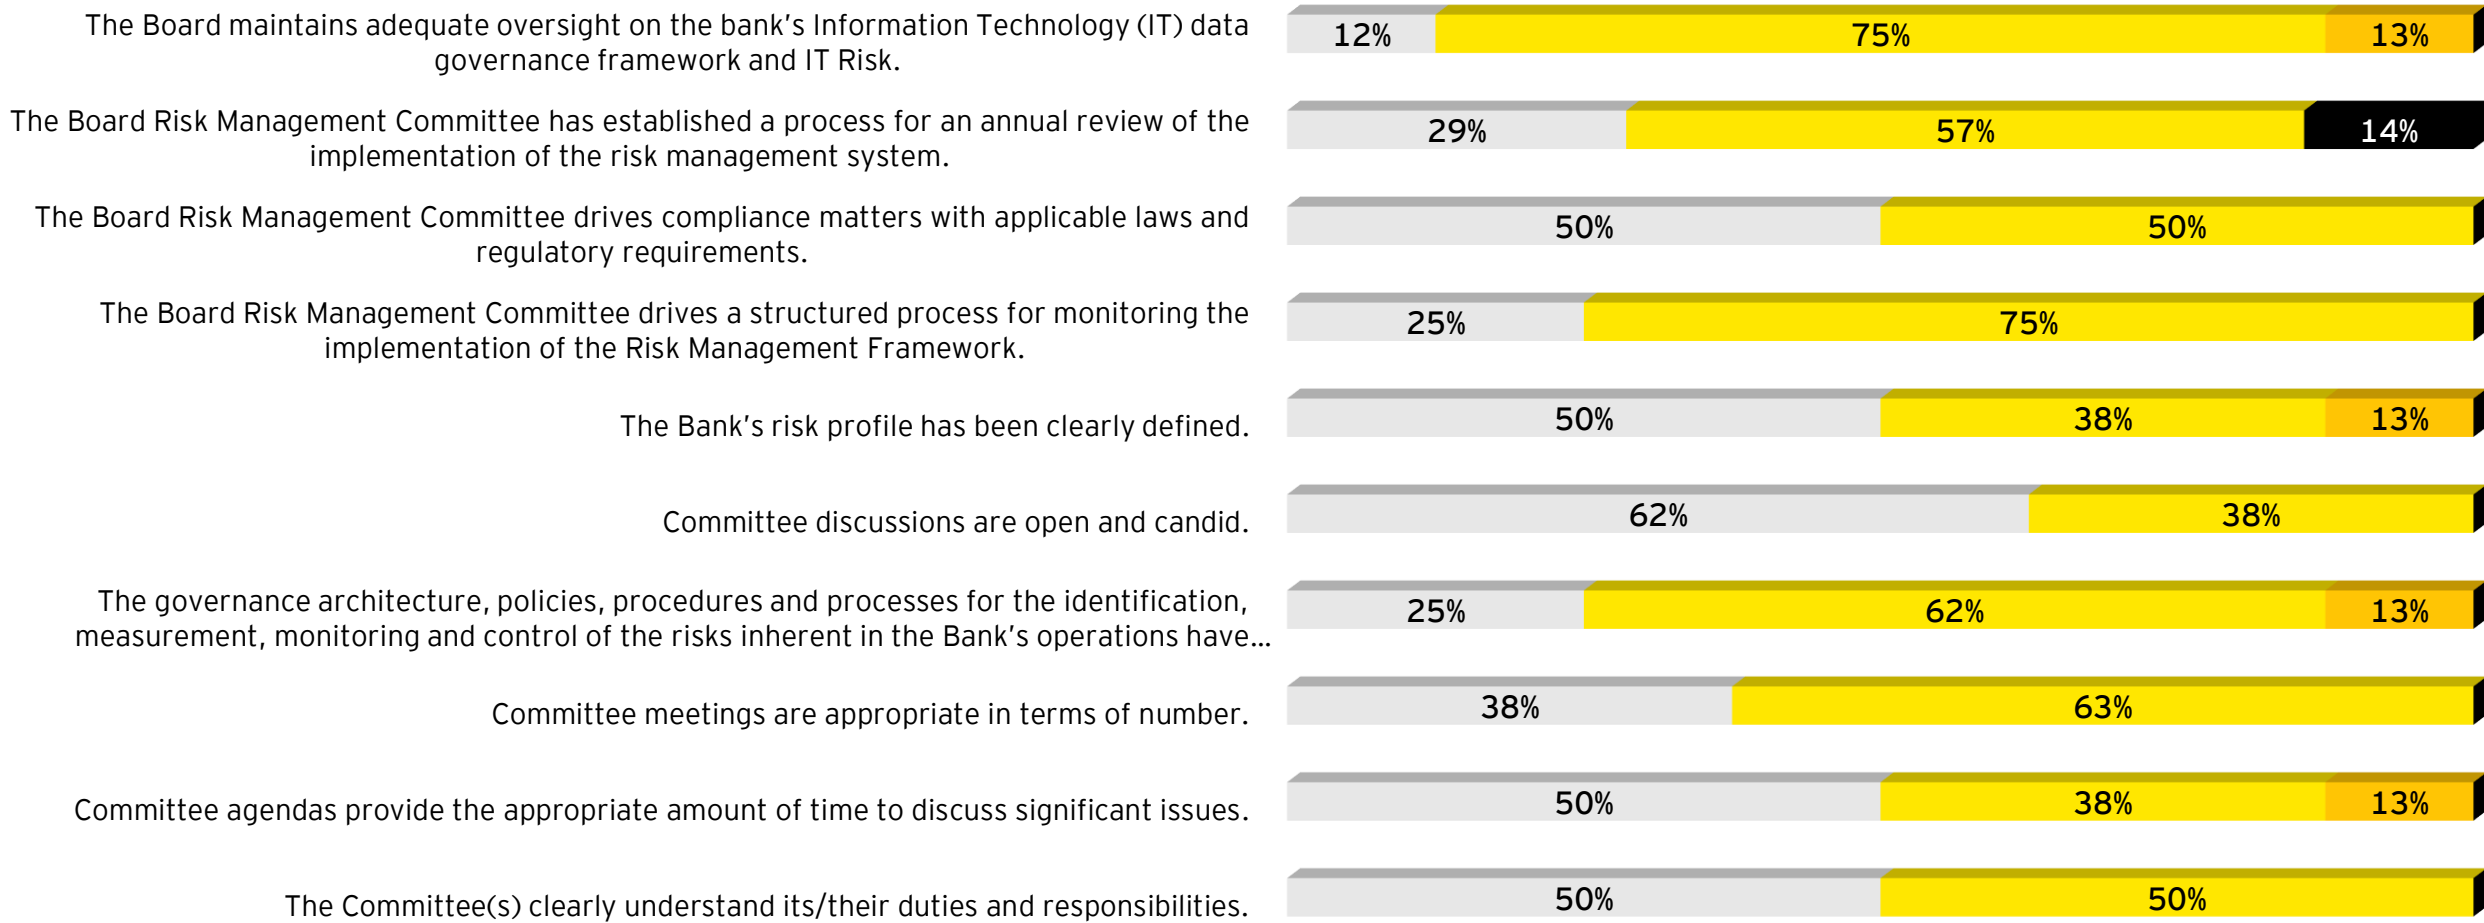 The Board maintains adequate oversight on the bank's Information Technology (IT) data
governance framework and IT Risk.
12% 75% 13%
The Board Risk Management Committee has established a process for an annual review of the
implementation of the risk management system.
29% 57% 14%
The Board Risk Management Committee drives compliance matters with applicable laws and
regulatory requirements.
50% 50%
The Board Risk Management Committee drives a structured process for monitoring the
implementation of the Risk Management Framework.
25% 75%
The Bank's risk profile has been clearly defined.
50% 38% 13%
Committee discussions are open and candid.
62% 38%
The governance architecture, policies, procedures and processes for the identification,
measurement, monitoring and control of the risks inherent in the Bank's operations have…
25% 62% 13%
Committee meetings are appropriate in terms of number.
38% 63%
Committee agendas provide the appropriate amount of time to discuss significant issues.
50% 38% 13%
The Committee(s) clearly understand its/their duties and responsibilities.
50% 50%